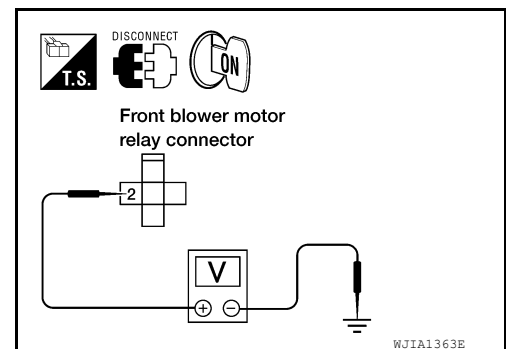 DISCONNECT
T.S.
ON
Front blower motor
relay connector
2
V
+ −
WJIA1363E